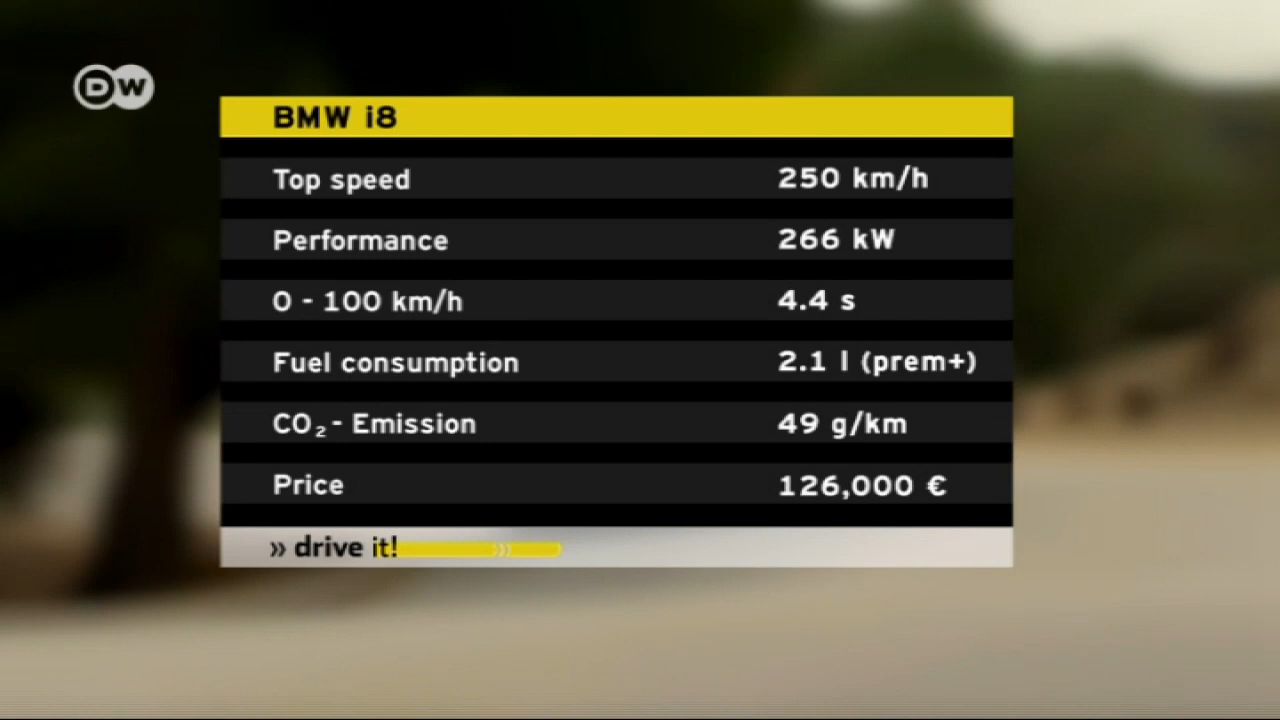 DW
BMW i8
Top speed 250 km/h
Performance 266 kW
0 - 100 km/h 4.4 s
Fuel consumption 2.1 l (prem+)
CO₂- Emission 49 g/km
Price 126,000 €
» drive it!